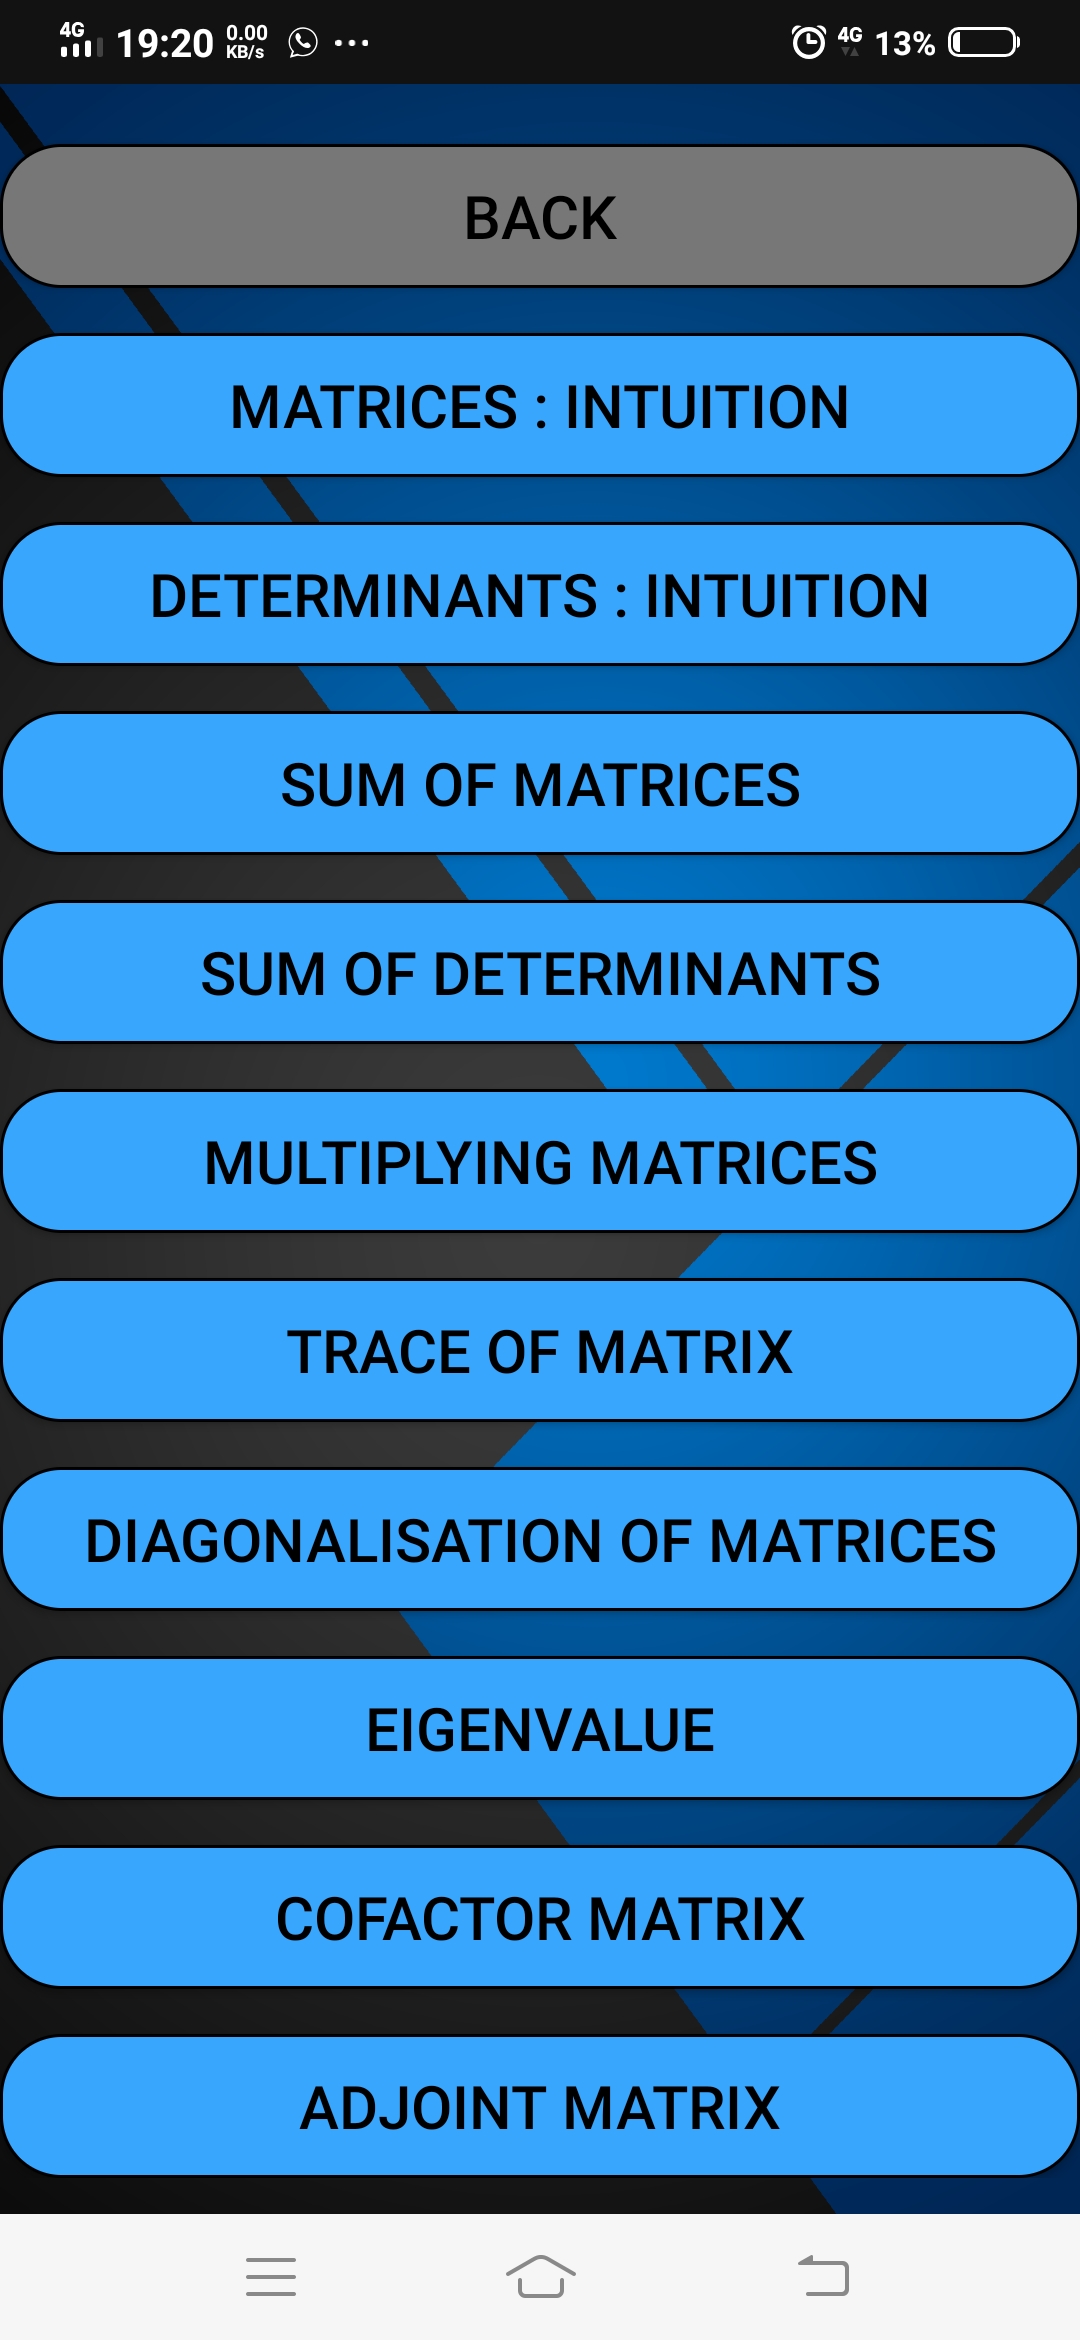 4G 19:20 0.00 KB/s 4G 13%
BACK
MATRICES : INTUITION
DETERMINANTS : INTUITION
SUM OF MATRICES
SUM OF DETERMINANTS
MULTIPLYING MATRICES
TRACE OF MATRIX
DIAGONALISATION OF MATRICES
EIGENVALUE
COFACTOR MATRIX
ADJOINT MATRIX